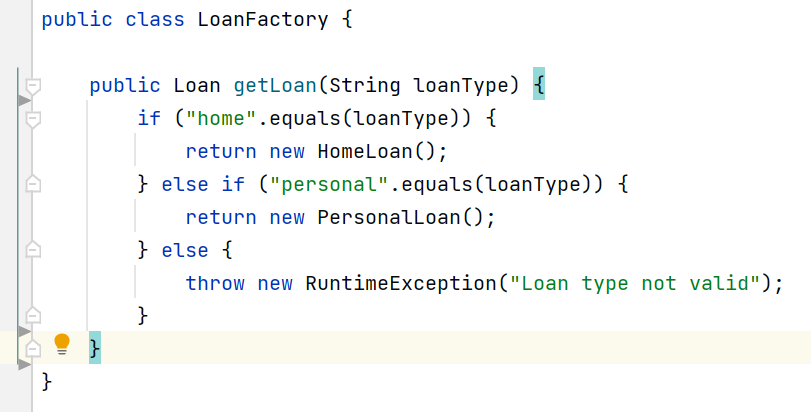 public class LoanFactory {
    public Loan getLoan(String loanType) {
        if ("home".equals(loanType)) {
            return new HomeLoan();
        } else if ("personal".equals(loanType)) {
            return new PersonalLoan();
        } else {
            throw new RuntimeException("Loan type not valid");
        }
    }
}